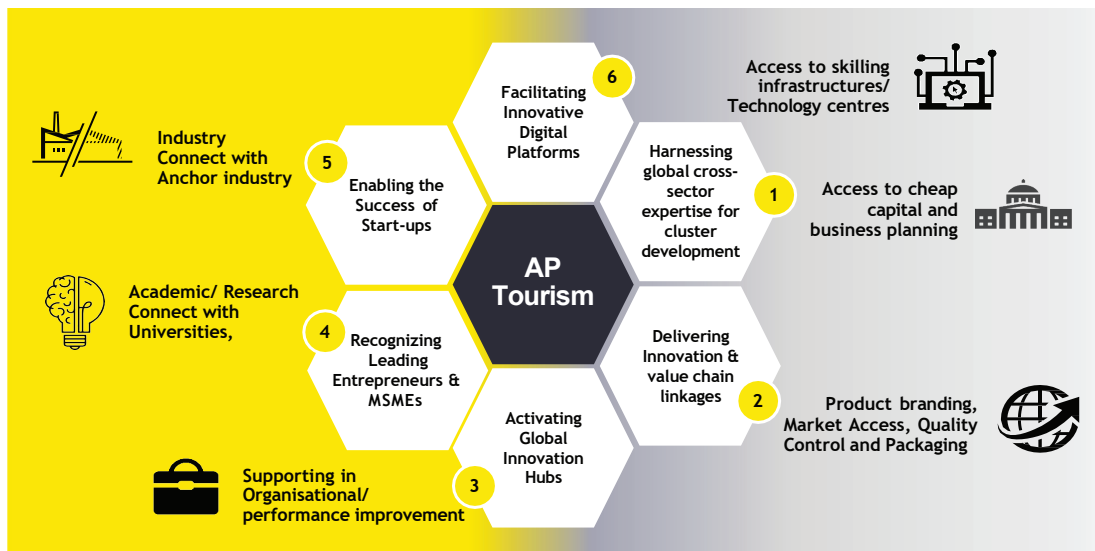 6
Facilitating
Innovative
Digital
Platforms
Access to skilling
infrastructures/
Technology centres
Industry
Connect with
Anchor industry
5
Enabling the
Success of
Start-ups
Harnessing
global cross-
sector
expertise for
cluster
development
1
Access to cheap
capital and
business planning
AP
Tourism
Academic/ Research
Connect with
Universities,
4
Recognizing
Leading
Entrepreneurs &
MSMEs
Delivering
Innovation &
value chain
linkages
2
Product branding,
Market Access, Quality
Control and Packaging
Activating
Global
Innovation
Hubs
3
Supporting in
Organisational/
performance improvement